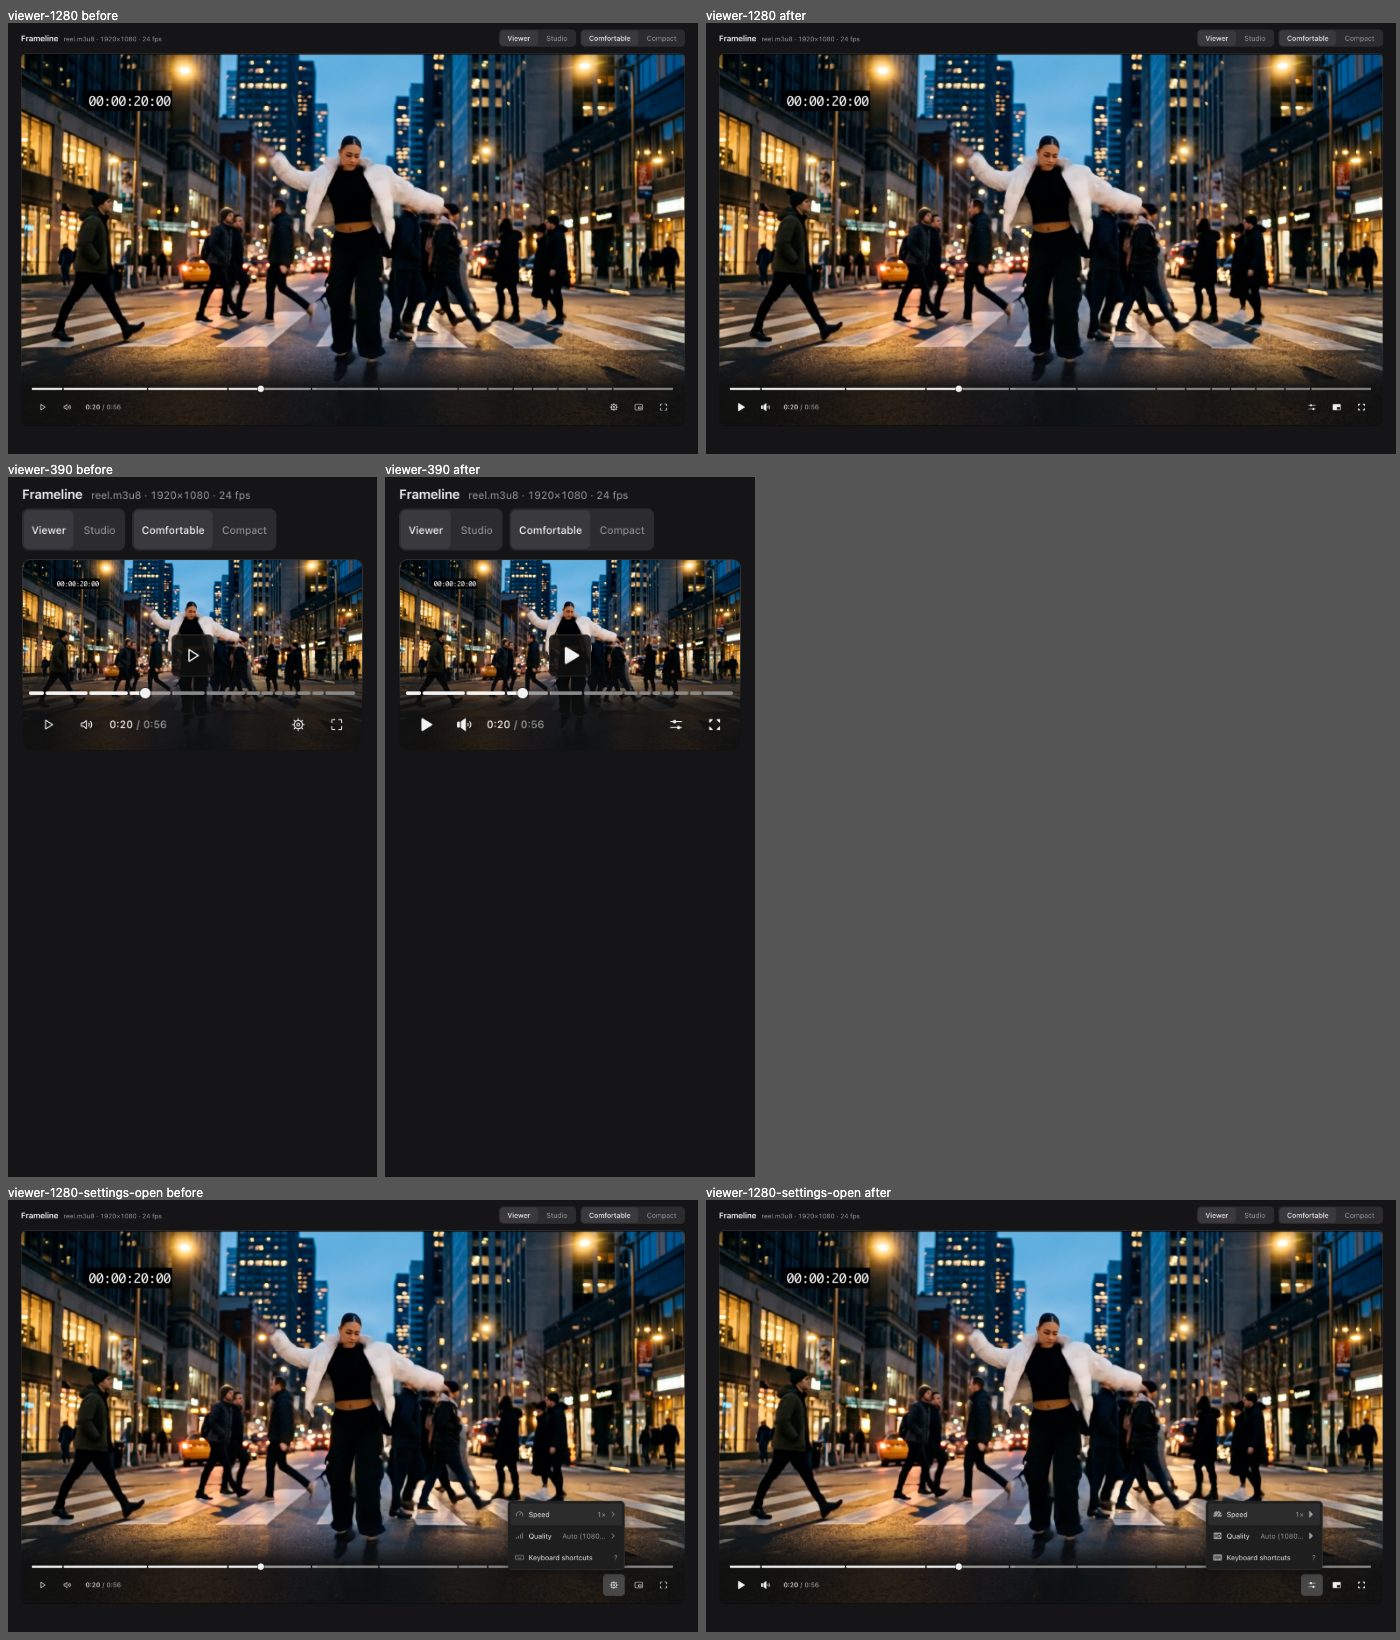 viewer-1280 before
Frameline reel.m3u8 · 1920×1080 · 24 fps
Viewer Studio Comfortable Compact
00:00:20:00
0:20 / 0:56
viewer-1280 after
Frameline reel.m3u8 · 1920×1080 · 24 fps
Viewer Studio Comfortable Compact
00:00:20:00
0:20 / 0:56
viewer-390 before
Frameline reel.m3u8 · 1920×1080 · 24 fps
Viewer Studio Comfortable Compact
00:00:20:00
0:20 / 0:56
viewer-390 after
Frameline reel.m3u8 · 1920×1080 · 24 fps
Viewer Studio Comfortable Compact
00:00:20:00
0:20 / 0:56
viewer-1280-settings-open before
Frameline reel.m3u8 · 1920×1080 · 24 fps
Viewer Studio Comfortable Compact
00:00:20:00
Speed 1×
Quality Auto (1080...
Keyboard shortcuts ?
0:20 / 0:56
viewer-1280-settings-open after
Frameline reel.m3u8 · 1920×1080 · 24 fps
Viewer Studio Comfortable Compact
00:00:20:00
Speed 1×
Quality Auto (1080...
Keyboard shortcuts ?
0:20 / 0:56